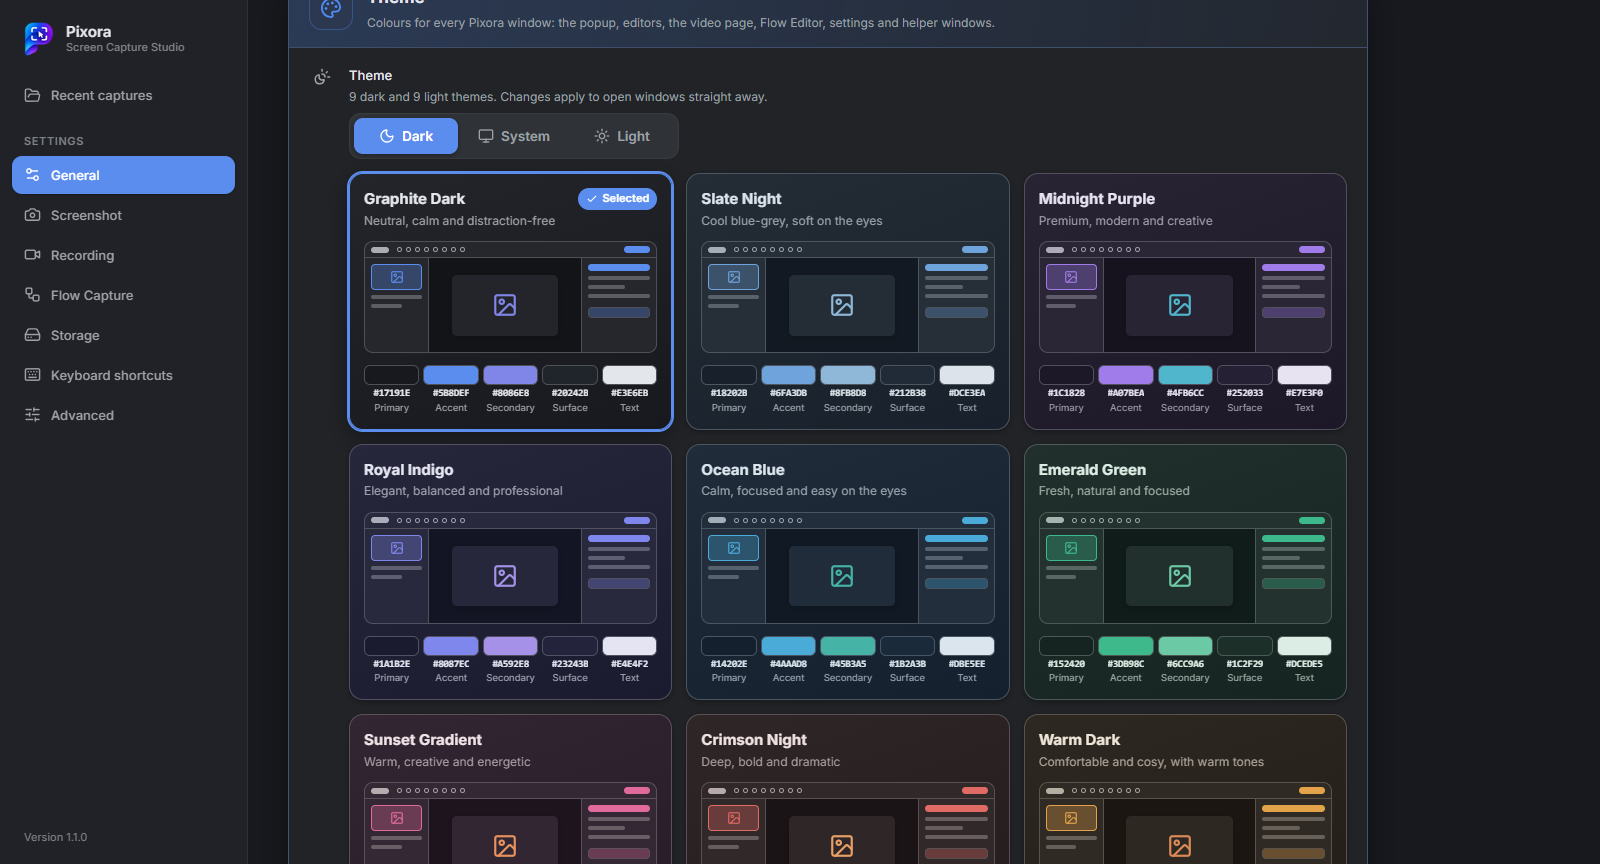 Pixora
Screen Capture Studio
Recent captures
SETTINGS
General
Screenshot
Recording
Flow Capture
Storage
Keyboard shortcuts
Advanced
Version 1.1.0
Theme
Colours for every Pixora window: the popup, editors, the video page, Flow Editor, settings and helper windows.
Theme
9 dark and 9 light themes. Changes apply to open windows straight away.
Dark System Light
Graphite Dark Selected
Neutral, calm and distraction-free
#17191E #5B8DEF #8086E8 #20242B #E3E6EB
Primary Accent Secondary Surface Text
Slate Night
Cool blue-grey, soft on the eyes
#18202B #6FA3DB #8FB8D8 #212B38 #DCE3EA
Primary Accent Secondary Surface Text
Midnight Purple
Premium, modern and creative
#1C1828 #A07BEA #4FB6CC #252033 #E7E3F0
Primary Accent Secondary Surface Text
Royal Indigo
Elegant, balanced and professional
#1A1B2E #8087EC #A592E8 #23243B #E4E4F2
Primary Accent Secondary Surface Text
Ocean Blue
Calm, focused and easy on the eyes
#14202E #4AAAD8 #45B3A5 #1B2A3B #DBE5EE
Primary Accent Secondary Surface Text
Emerald Green
Fresh, natural and focused
#152420 #3DB98C #6CC9A6 #1C2F29 #DCEDE5
Primary Accent Secondary Surface Text
Sunset Gradient
Warm, creative and energetic
Crimson Night
Deep, bold and dramatic
Warm Dark
Comfortable and cosy, with warm tones